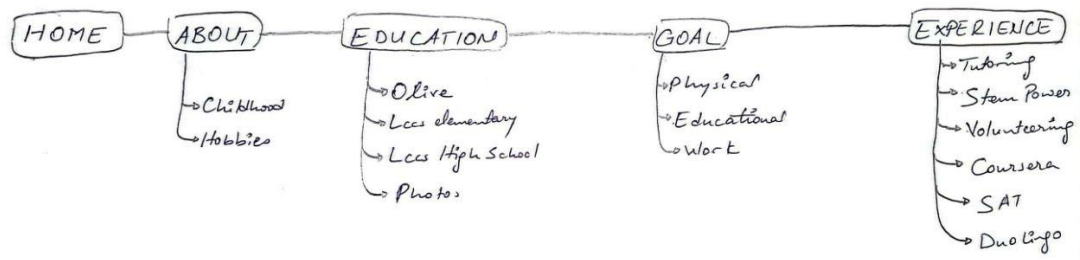 HOME ABOUT EDUCATION GOAL EXPERIENCE
Childhood
Hobbies
Olive
Lccs elementary
Lccs High School
Photos
Physical
Educational
Work
Tutoring
Stem Power
Volunteering
Coursera
SAT
Duo Lingo